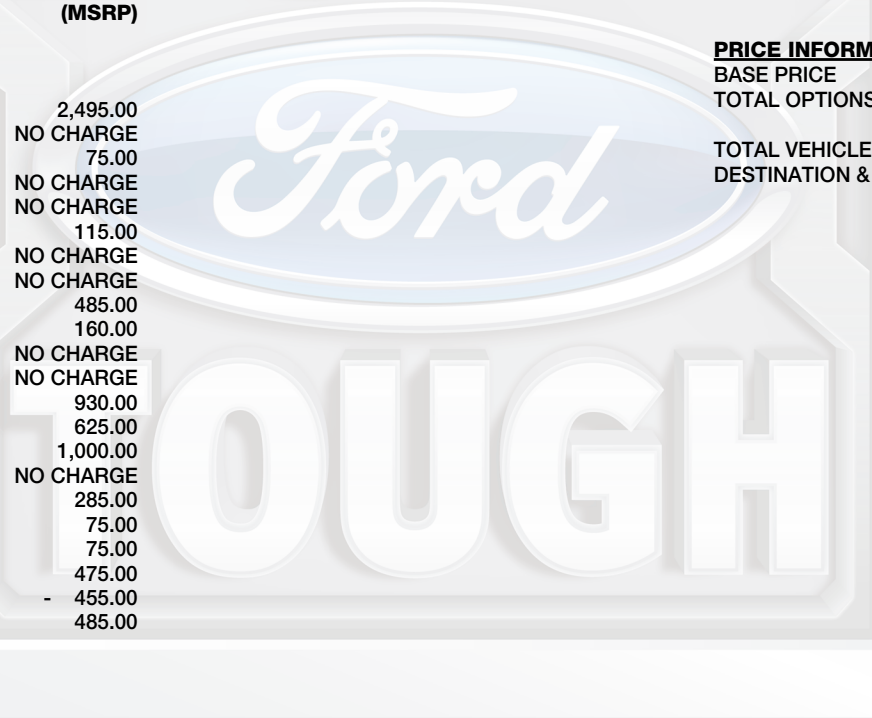 (MSRP)
2,495.00
NO CHARGE
75.00
NO CHARGE
NO CHARGE
115.00
NO CHARGE
NO CHARGE
485.00
160.00
NO CHARGE
NO CHARGE
930.00
625.00
1,000.00
NO CHARGE
285.00
75.00
75.00
475.00
- 455.00
485.00
PRICE INFORM
BASE PRICE
TOTAL OPTIONS
TOTAL VEHICLE
DESTINATION &
Ford
TOUGH